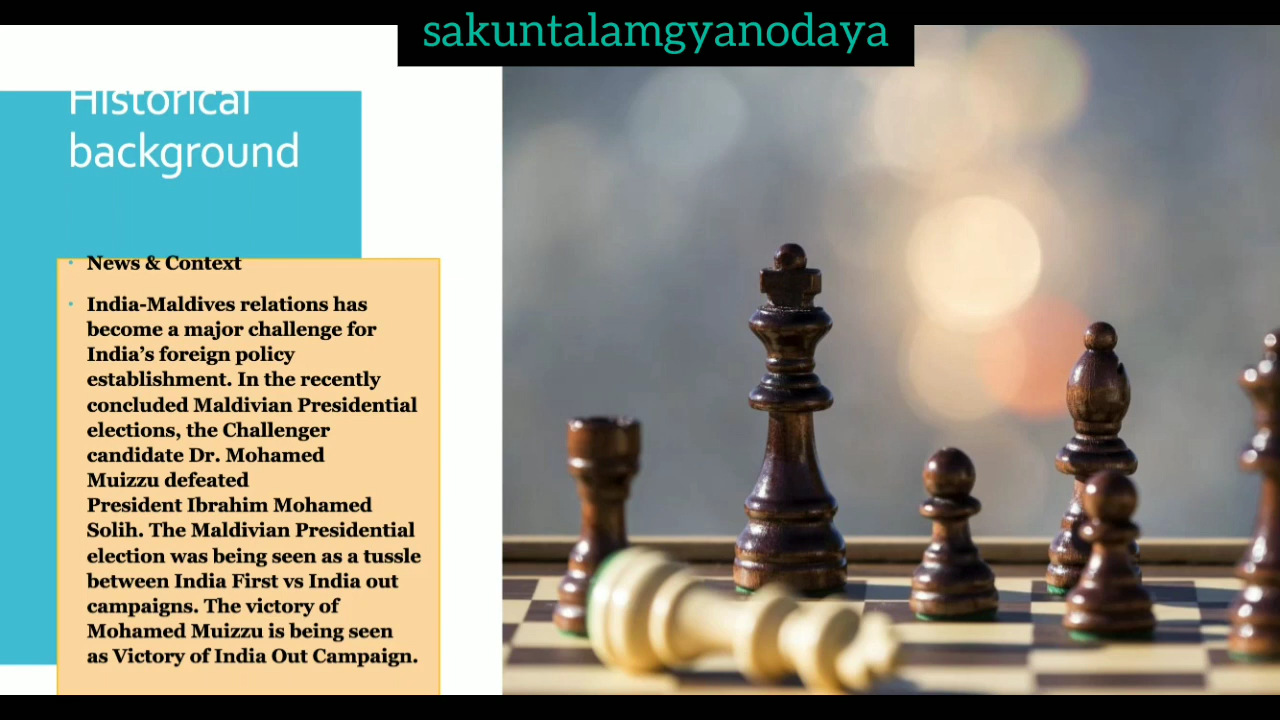 sakuntalamgyanodaya
Historical
background
News & Context
India-Maldives relations has
become a major challenge for
India's foreign policy
establishment. In the recently
concluded Maldivian Presidential
elections, the Challenger
candidate Dr. Mohamed
Muizzu defeated
President Ibrahim Mohamed
Solih. The Maldivian Presidential
election was being seen as a tussle
between India First vs India out
campaigns. The victory of
Mohamed Muizzu is being seen
as Victory of India Out Campaign.